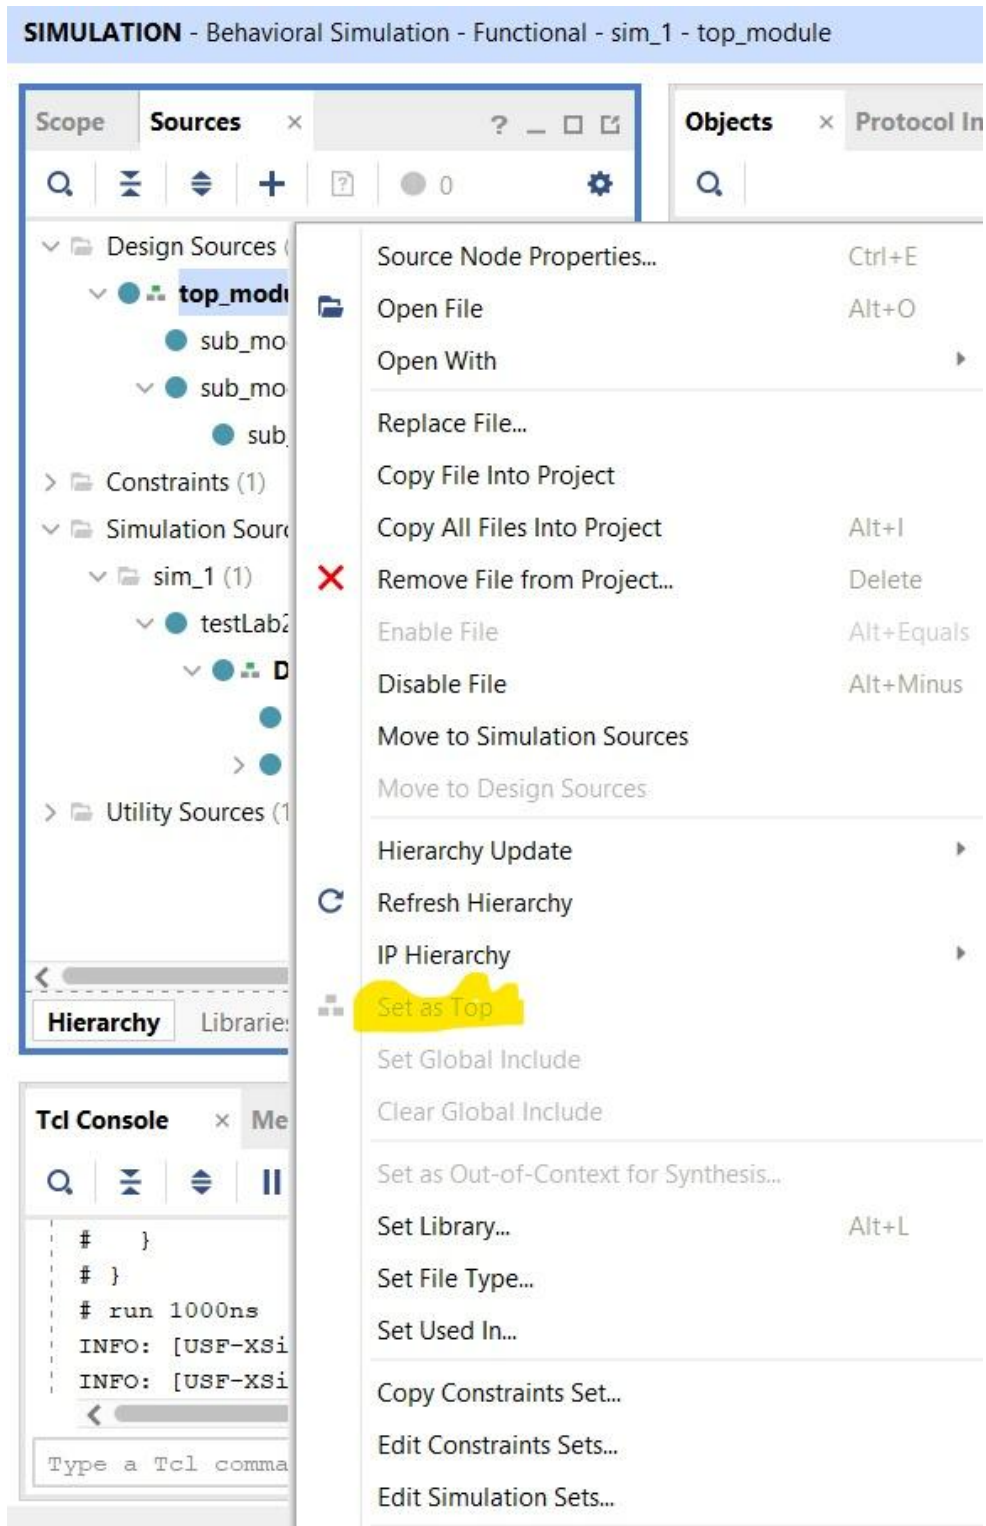 SIMULATION - Behavioral Simulation - Functional - sim_1 - top_module
Scope Sources × ? _
Objects × Protocol In
0
Design Sources (
top_modu
sub_mo
sub_mo
sub_
Constraints (1)
Simulation Sourc
sim_1 (1)
testLab2
D
Utility Sources (1
Hierarchy Libraries
Source Node Properties... Ctrl+E
Open File Alt+O
Open With
Replace File...
Copy File Into Project
Copy All Files Into Project Alt+I
Remove File from Project... Delete
Enable File Alt+Equals
Disable File Alt+Minus
Move to Simulation Sources
Move to Design Sources
Hierarchy Update
Refresh Hierarchy
IP Hierarchy
Set as Top
Set Global Include
Clear Global Include
Set as Out-of-Context for Synthesis...
Set Library... Alt+L
Set File Type...
Set Used In...
Copy Constraints Set...
Edit Constraints Sets...
Edit Simulation Sets...
Tcl Console × Me
# }
# }
# run 1000ns
INFO: [USF-XSi
INFO: [USF-XSi
Type a Tcl comma